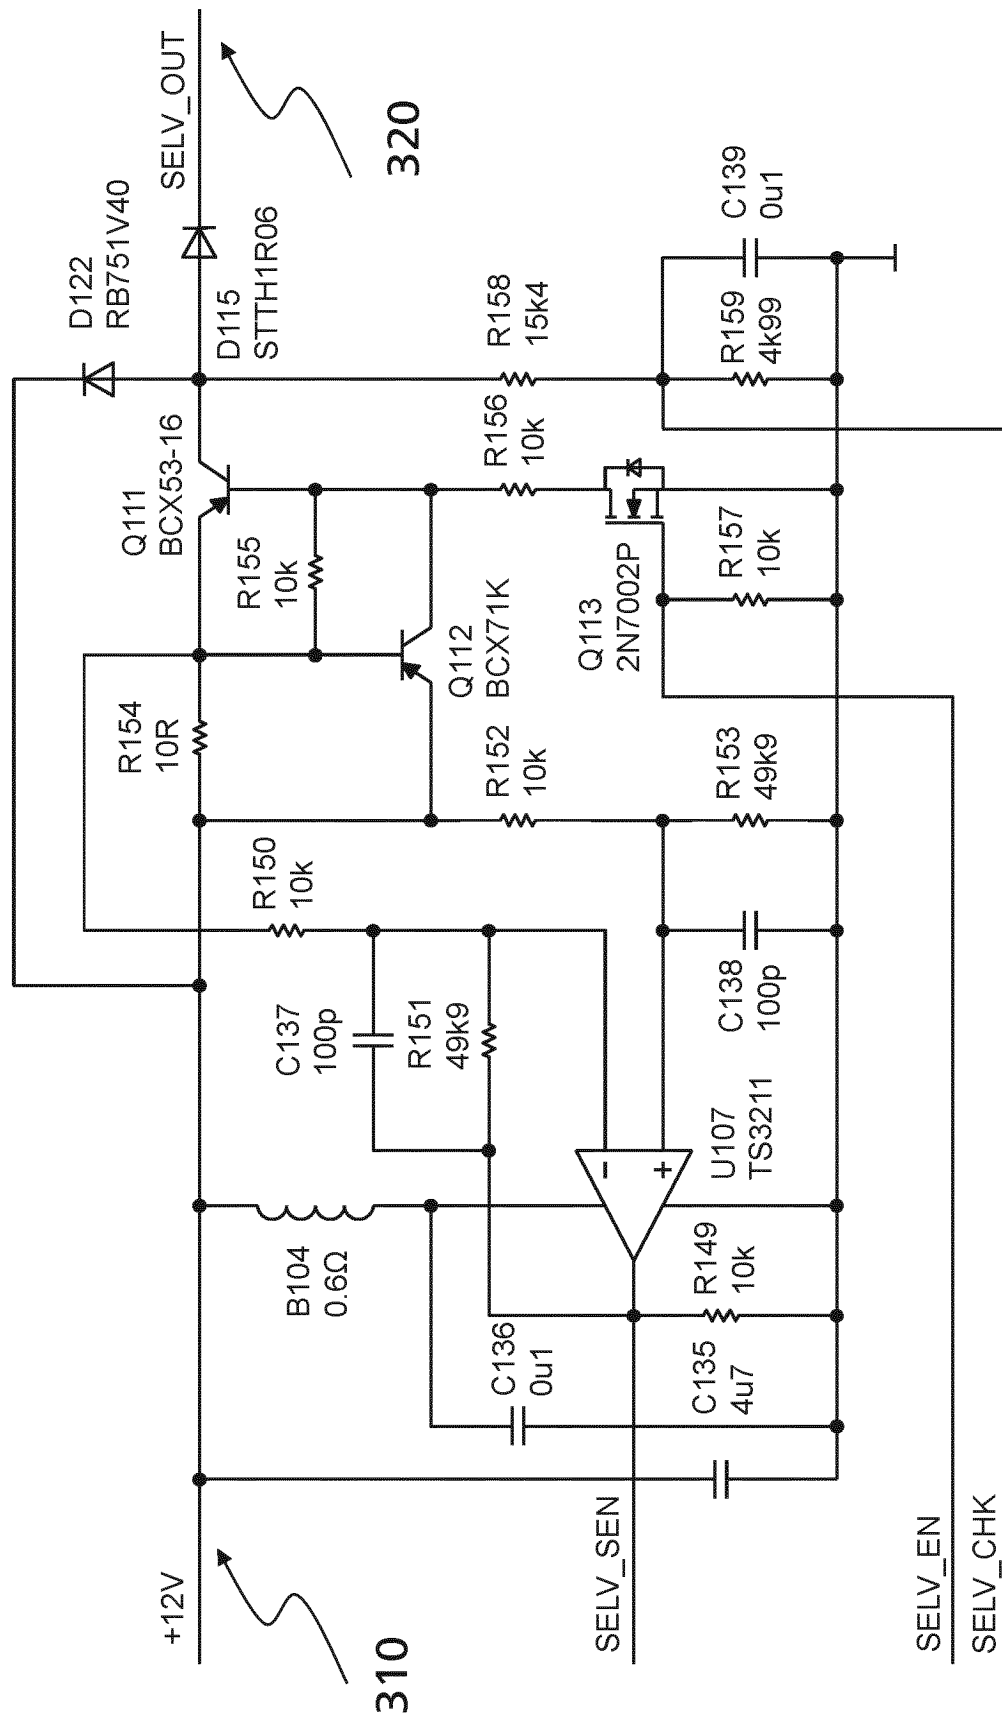 D122
RB751V40
SELV_OUT
320
D115
STTH1R06
Q111
BCX53-16
R154
10R
R155
10k
+12V
310
R150
10k
Q112
BCX71K
R156
10k
R158
15k4
C139
0u1
B104
0.6Ω
C137
100p
R151
49k9
R152
10k
Q113
2N7002P
R159
4k99
R157
10k
C136
0u1
-
+
U107
TS3211
C138
100p
R153
49k9
R149
10k
C135
4u7
SELV_SEN
SELV_EN
SELV_CHK